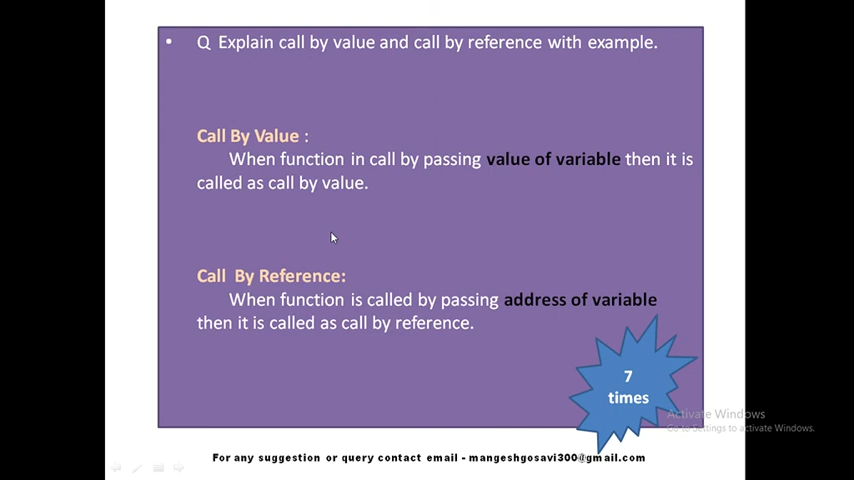 • Q Explain call by value and call by reference with example.
Call By Value :
When function in call by passing value of variable then it is
called as call by value.
Call By Reference:
When function is called by passing address of variable
then it is called as call by reference.
7
times
Activate Windows
Go to Settings to activate Windows.
For any suggestion or query contact email - mangeshgosavi300@gmail.com